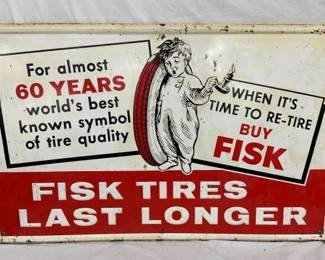 For almost
60 YEARS
world's best
known symbol
of tire quality
WHEN IT'S
TIME TO RE-TIRE
BUY
FISK
FISK TIRES
LAST LONGER